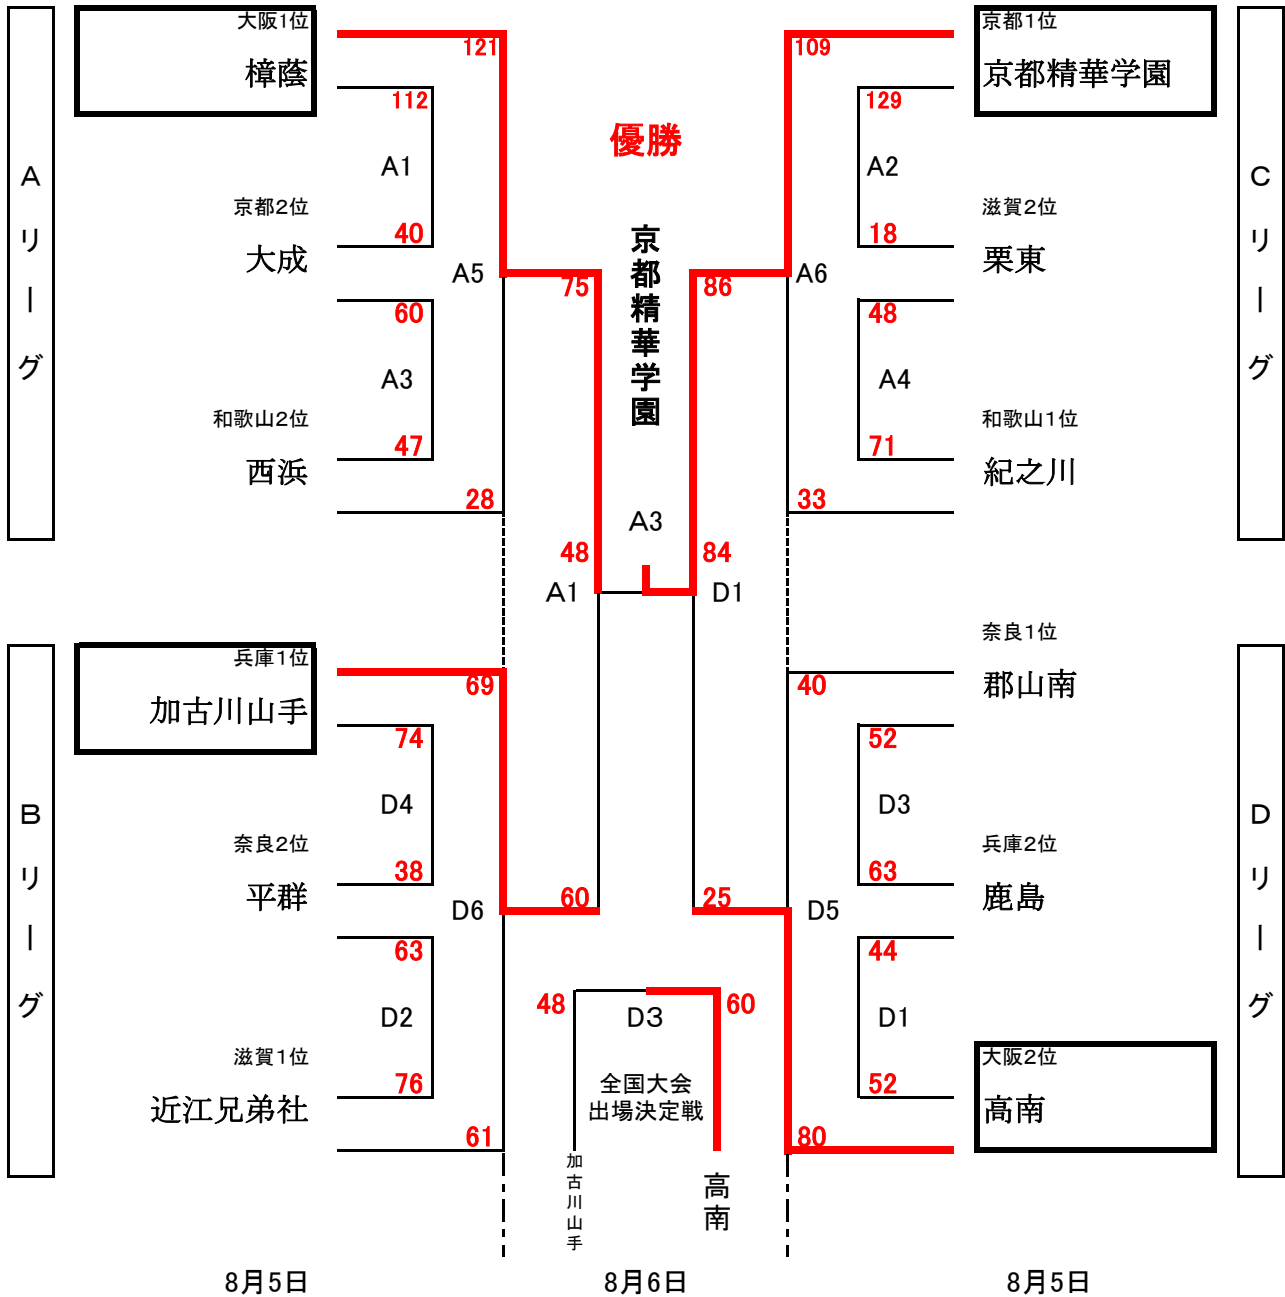 Aリーグ
大阪1位
樟蔭
京都2位
大成
和歌山2位
西浜
121
112
A1
40
60
A3
47
28
A5
Bリーグ
兵庫1位
加古川山手
奈良2位
平群
滋賀1位
近江兄弟社
69
74
D4
38
63
D2
76
61
D6
優勝
京都精華学園
75
86
A3
48
84
A1
D1
60
25
48
60
D3
全国大会
出場決定戦
加古川山手
高南
Cリーグ
京都1位
京都精華学園
滋賀2位
栗東
和歌山1位
紀之川
109
129
A2
18
48
A4
71
33
A6
Dリーグ
奈良1位
郡山南
兵庫2位
鹿島
大阪2位
高南
40
52
D3
63
44
D1
52
80
D5
8月5日
8月6日
8月5日